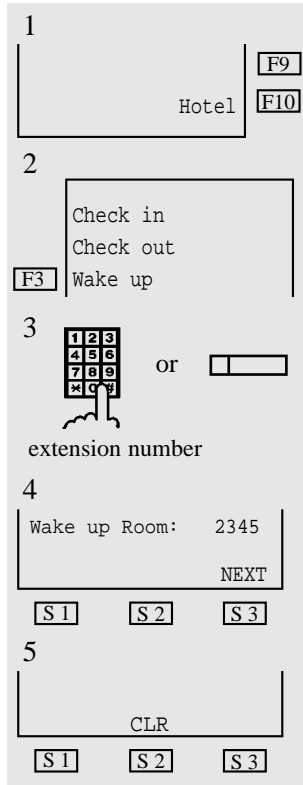 1
F9
Hotel F10
2
Check in
Check out
F3 Wake up
3
1 2 3
4 5 6
7 8 9
* 0 #
or
extension number
4
Wake up Room: 2345
NEXT
S 1 S 2 S 3
5
CLR
S 1 S 2 S 3